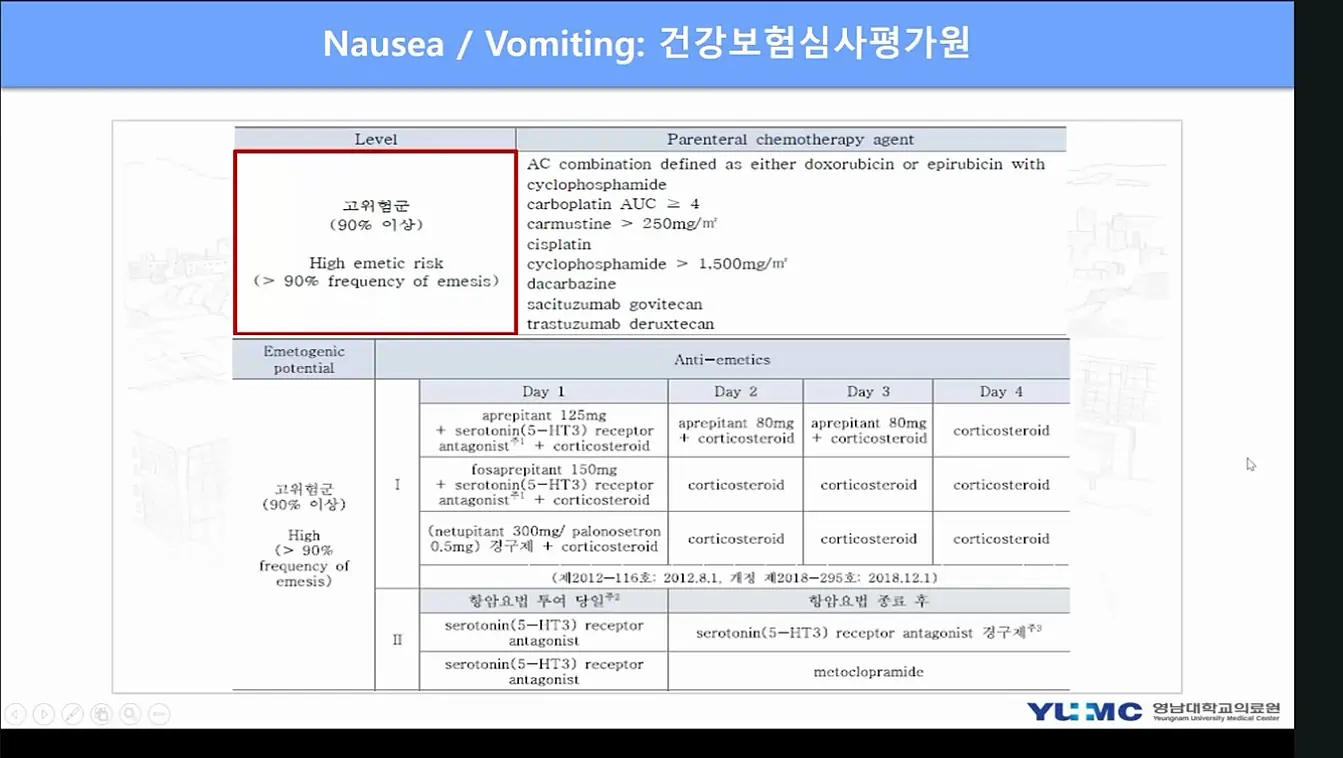 Nausea / Vomiting: 건강보험심사평가원
Level
Parenteral chemotherapy agent
고위험군
(90% 이상)
High emetic risk
(> 90% frequency of emesis)
AC combination defined as either doxorubicin or epirubicin with
cyclophosphamide
carboplatin AUC ≥ 4
carmustine > 250mg/㎡
cisplatin
cyclophosphamide > 1,500mg/㎡
dacarbazine
sacituzumab govitecan
trastuzumab deruxtecan
Emetogenic
potential
Anti-emetics
고위험군
(90% 이상)
High
(> 90%
frequency of
emesis)
I
Day 1
Day 2
Day 3
Day 4
aprepitant 125mg
+ serotonin(5-HT3) receptor
antagonist주1 + corticosteroid
aprepitant 80mg
+ corticosteroid
aprepitant 80mg
+ corticosteroid
corticosteroid
fosaprepitant 150mg
+ serotonin(5-HT3) receptor
antagonist주1 + corticosteroid
corticosteroid
corticosteroid
corticosteroid
(netupitant 300mg/ palonosetron
0.5mg) 경구제 + corticosteroid
corticosteroid
corticosteroid
corticosteroid
(제2012-116호: 2012.8.1, 개정 제2018-295호: 2018.12.1)
II
항암요법 투여 당일주2
항암요법 종료 후
serotonin(5-HT3) receptor
antagonist
serotonin(5-HT3) receptor antagonist 경구제주3
serotonin(5-HT3) receptor
antagonist
metoclopramide
YUMC 영남대학교의료원
Yeungnam University Medical Center